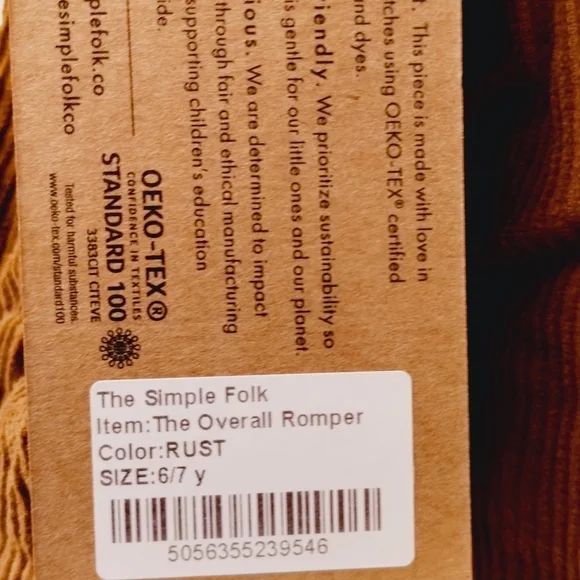 t. This piece is made with love in
tches using OEKO-TEX® certified
nd dyes.
riendly. We prioritize sustainability so
is gentle for our little ones and our planet.
ious. We are determined to impact
through fair and ethical manufacturing
supporting children's education
ide.
plefolk.co
esimplefolkco
OEKO-TEX®
CONFIDENCE IN TEXTILES
STANDARD 100
3383CIT CITEVE
Tested for harmful substances.
www.oeko-tex.com/standard100
The Simple Folk
Item:The Overall Romper
Color:RUST
SIZE:6/7 y
5056355239546